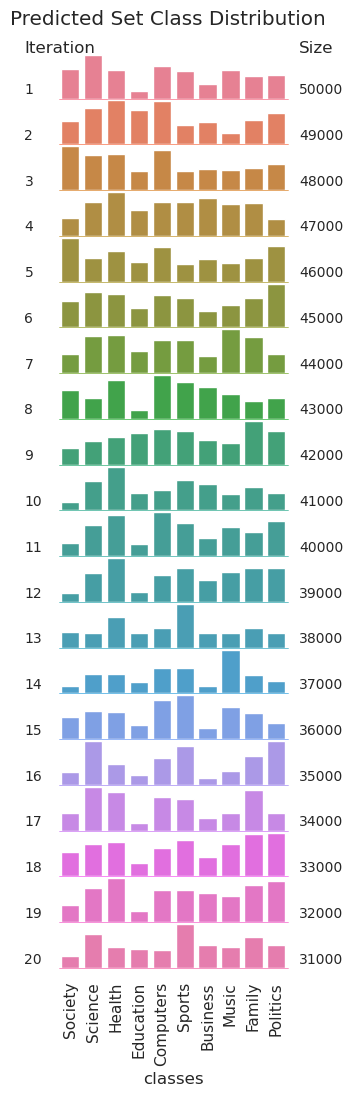 Predicted Set Class Distribution
Iteration Size
1 50000
2 49000
3 48000
4 47000
5 46000
6 45000
7 44000
8 43000
9 42000
10 41000
11 40000
12 39000
13 38000
14 37000
15 36000
16 35000
17 34000
18 33000
19 32000
20 31000
Society
Science
Health
Education
Computers
Sports
Business
Music
Family
Politics
classes